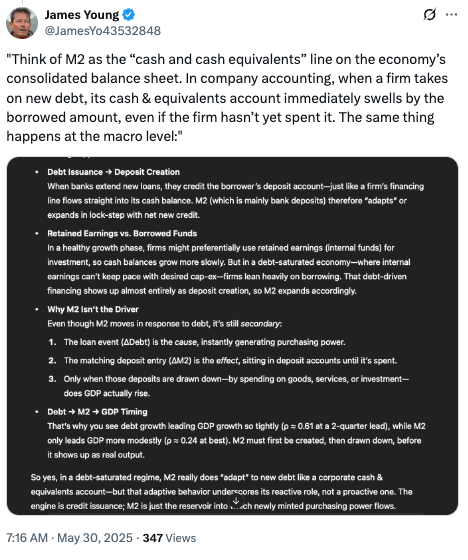 James Young
@JamesYo43532848
"Think of M2 as the “cash and cash equivalents” line on the economy’s
consolidated balance sheet. In company accounting, when a firm takes
on new debt, its cash & equivalents account immediately swells by the
borrowed amount, even if the firm hasn’t yet spent it. The same thing
happens at the macro level:"
• Debt Issuance → Deposit Creation
When banks extend new loans, they credit the borrower’s deposit account—just like a firm’s financing
line flows straight into its cash balance. M2 (which is mainly bank deposits) therefore “adapts” or
expands in lock-step with net new credit.
• Retained Earnings vs. Borrowed Funds
In a healthy growth phase, firms might preferentially use retained earnings (internal funds) for
investment, so cash balances grow more slowly. But in a debt-saturated economy—where internal
earnings can’t keep pace with desired cap-ex—firms lean heavily on borrowing. That debt-driven
financing shows up almost entirely as deposit creation, so M2 expands accordingly.
• Why M2 Isn’t the Driver
Even though M2 moves in response to debt, it’s still secondary:
1. The loan event (ΔDebt) is the cause, instantly generating purchasing power.
2. The matching deposit entry (ΔM2) is the effect, sitting in deposit accounts until it’s spent.
3. Only when those deposits are drawn down—by spending on goods, services, or investment—
does GDP actually rise.
• Debt → M2 → GDP Timing
That’s why you see debt growth leading GDP growth so tightly (ρ ≈ 0.61 at a 2-quarter lead), while M2
only leads GDP more modestly (ρ ≈ 0.24 at best). M2 must first be created, then drawn down, before
it shows up as real output.
So yes, in a debt-saturated regime, M2 really does “adapt” to new debt like a corporate cash &
equivalents account—but that adaptive behavior underscores its reactive role, not a proactive one. The
engine is credit issuance; M2 is just the reservoir into newly minted purchasing power flows.
7:16 AM · May 30, 2025 · 347 Views